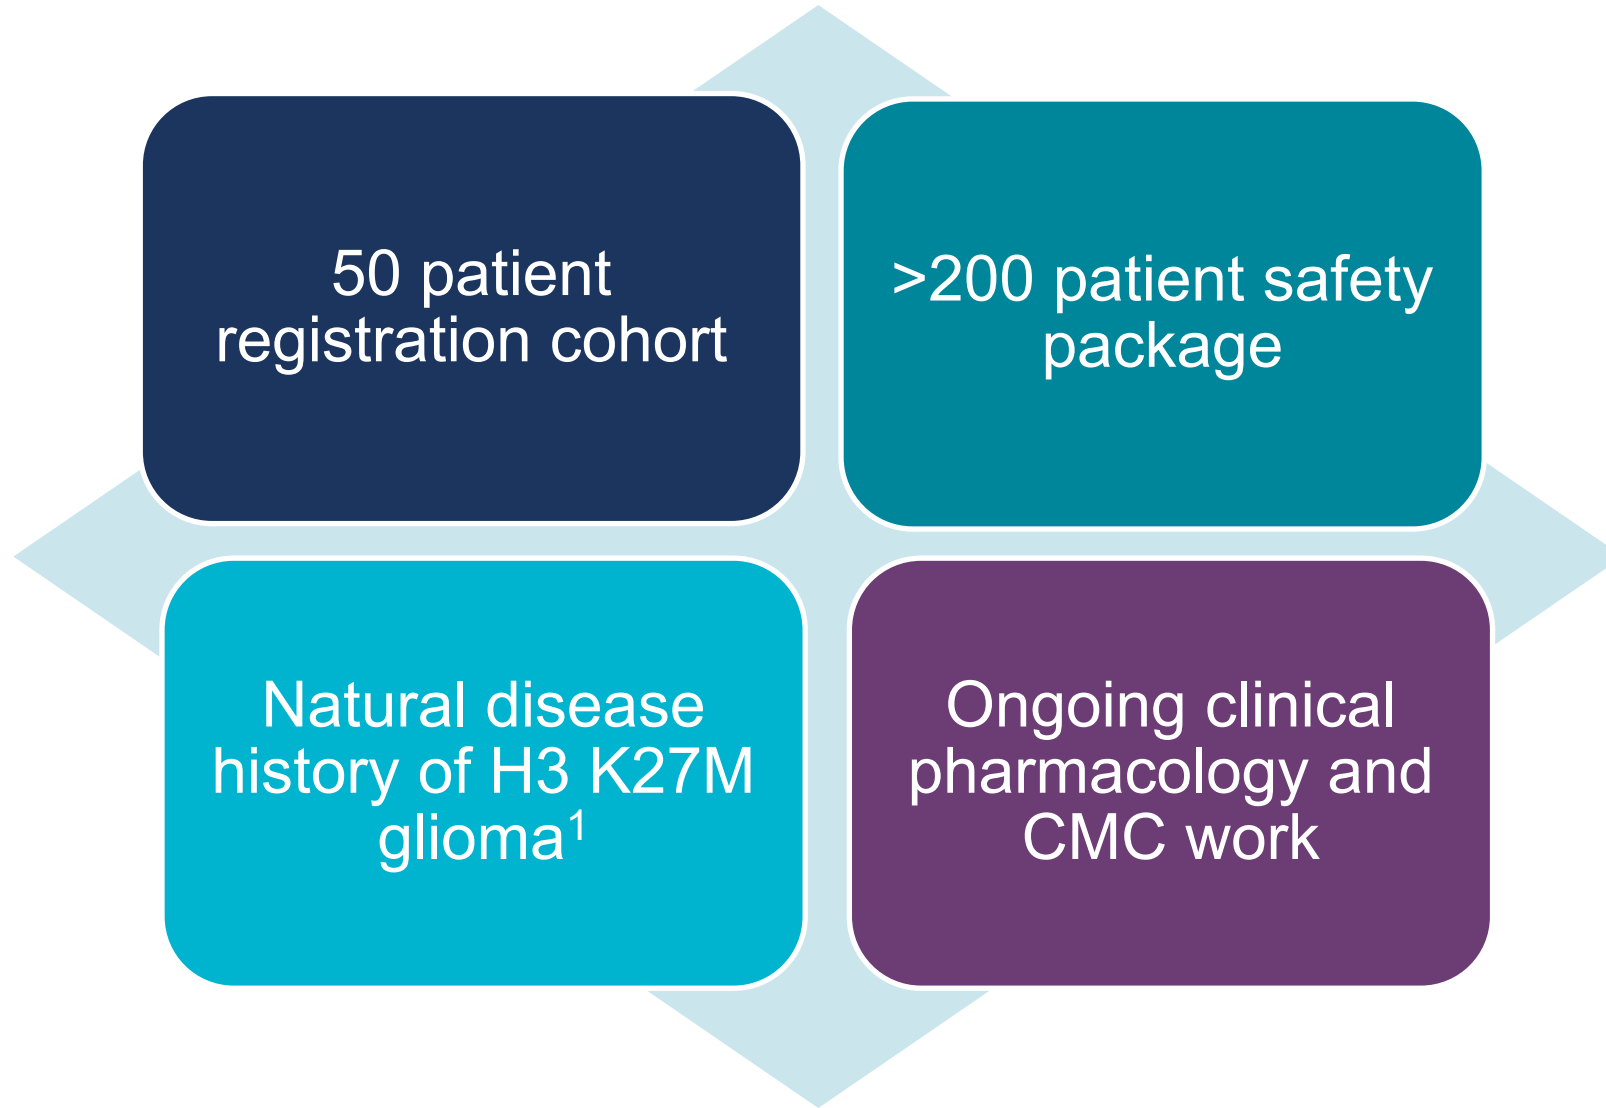 50 patient
registration cohort
>200 patient safety
package
Natural disease
history of H3 K27M
glioma¹
Ongoing clinical
pharmacology and
CMC work